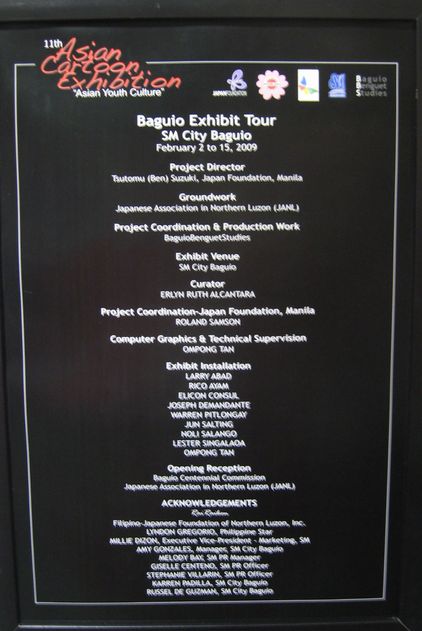 11th
Asian
Cartoon
Exhibition
"Asian Youth Culture"
JAPANFOUNDATION
SM
Baguio
Benguet
Studies
Baguio Exhibit Tour
SM City Baguio
February 2 to 15, 2009
Project Director
Tsutomu (Ben) Suzuki, Japan Foundation, Manila
Groundwork
Japanese Association in Northern Luzon (JANL)
Project Coordination & Production Work
BaguioBenguetStudies
Exhibit Venue
SM City Baguio
Curator
ERLYN RUTH ALCANTARA
Project Coordination-Japan Foundation, Manila
ROLAND SAMSON
Computer Graphics & Technical Supervision
OMPONG TAN
Exhibit Installation
LARRY ABAD
RICO AYAM
ELICON CONSUL
JOSEPH DEMANDANTE
WARREN PITLONGAY
JUN SALTING
NOLI SALANGO
LESTER SINGALAOA
OMPONG TAN
Opening Reception
Baguio Centennial Commission
Japanese Association in Northern Luzon (JANL)
ACKNOWLEDGEMENTS
Filipino-Japanese Foundation of Northern Luzon, Inc.
LYNDON GREGORIO, Philippine Star
MILLIE DIZON, Executive Vice-President - Marketing, SM
AMY GONZALES, Manager, SM City Baguio
MELODY BAY, SM PR Manager
GISELLE CENTENO, SM PR Officer
STEPHANIE VILLARIN, SM PR Officer
KARREN PADILLA, SM City Baguio
RUSSEL DE GUZMAN, SM City Baguio